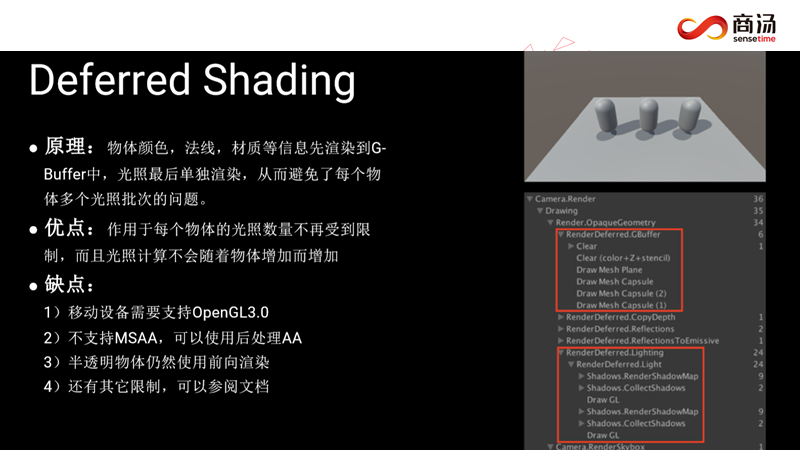 商汤
sensetime
Deferred Shading
● 原理：物体颜色，法线，材质等信息先渲染到G-
Buffer中，光照最后单独渲染，从而避免了每个物
体多个光照批次的问题。
● 优点：作用于每个物体的光照数量不再受到限
制，而且光照计算不会随着物体增加而增加
● 缺点：
1）移动设备需要支持OpenGL3.0
2）不支持MSAA，可以使用后处理AA
3）半透明物体仍然使用前向渲染
4）还有其它限制，可以参阅文档
Camera.Render 36
Drawing 35
Render.OpaqueGeometry 34
RenderDeferred.GBuffer 6
Clear 1
Clear (color+Z+stencil)
Draw Mesh Plane
Draw Mesh Capsule
Draw Mesh Capsule (2)
Draw Mesh Capsule (1)
RenderDeferred.CopyDepth 1
RenderDeferred.Reflections 2
RenderDeferred.ReflectionsToEmissive 1
RenderDeferred.Lighting 24
RenderDeferred.Light 24
Shadows.RenderShadowMap 9
Shadows.CollectShadows 2
Draw GL
Shadows.RenderShadowMap 9
Shadows.CollectShadows 2
Draw GL
Camera.RenderSkybox 1